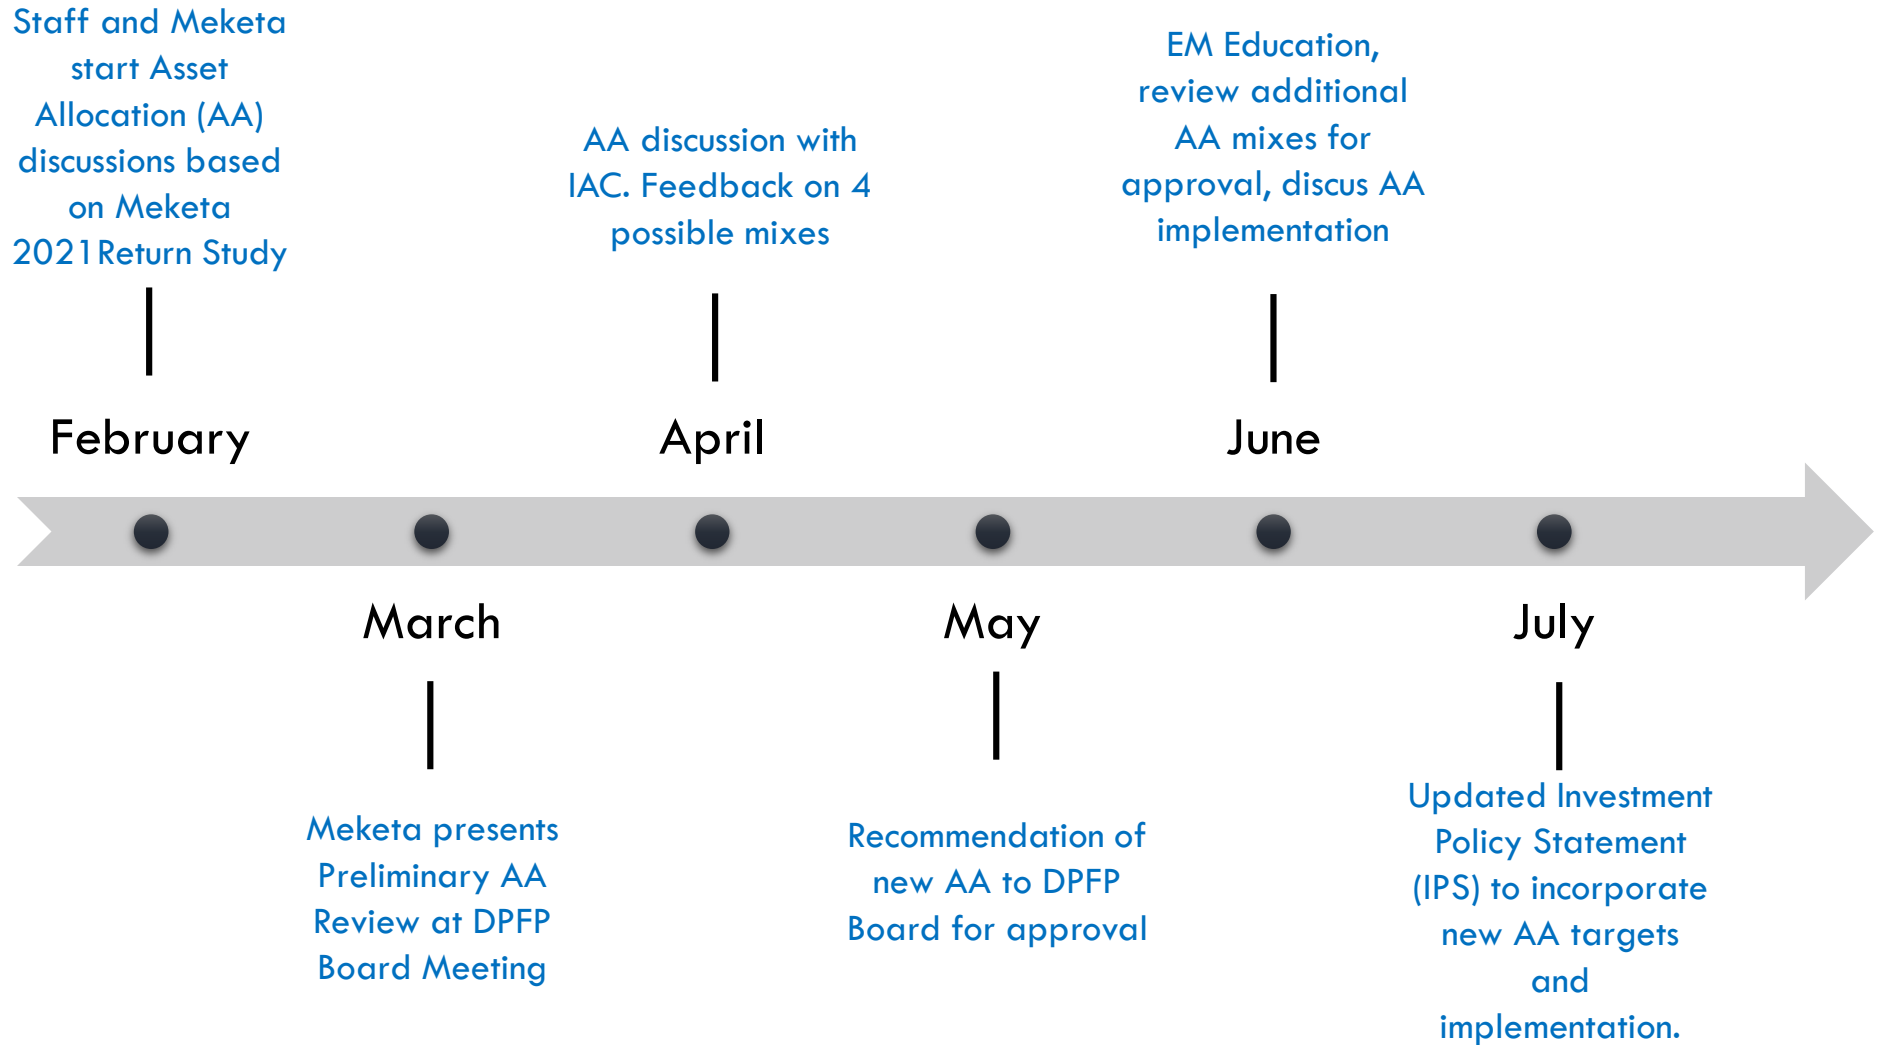 Staff and Meketa
start Asset
Allocation (AA)
discussions based
on Meketa
2021Return Study
February
Meketa presents
Preliminary AA
Review at DPFP
Board Meeting
March
AA discussion with
IAC. Feedback on 4
possible mixes
April
Recommendation of
new AA to DPFP
Board for approval
May
EM Education,
review additional
AA mixes for
approval, discus AA
implementation
June
July
Updated Investment
Policy Statement
(IPS) to incorporate
new AA targets
and
implementation.